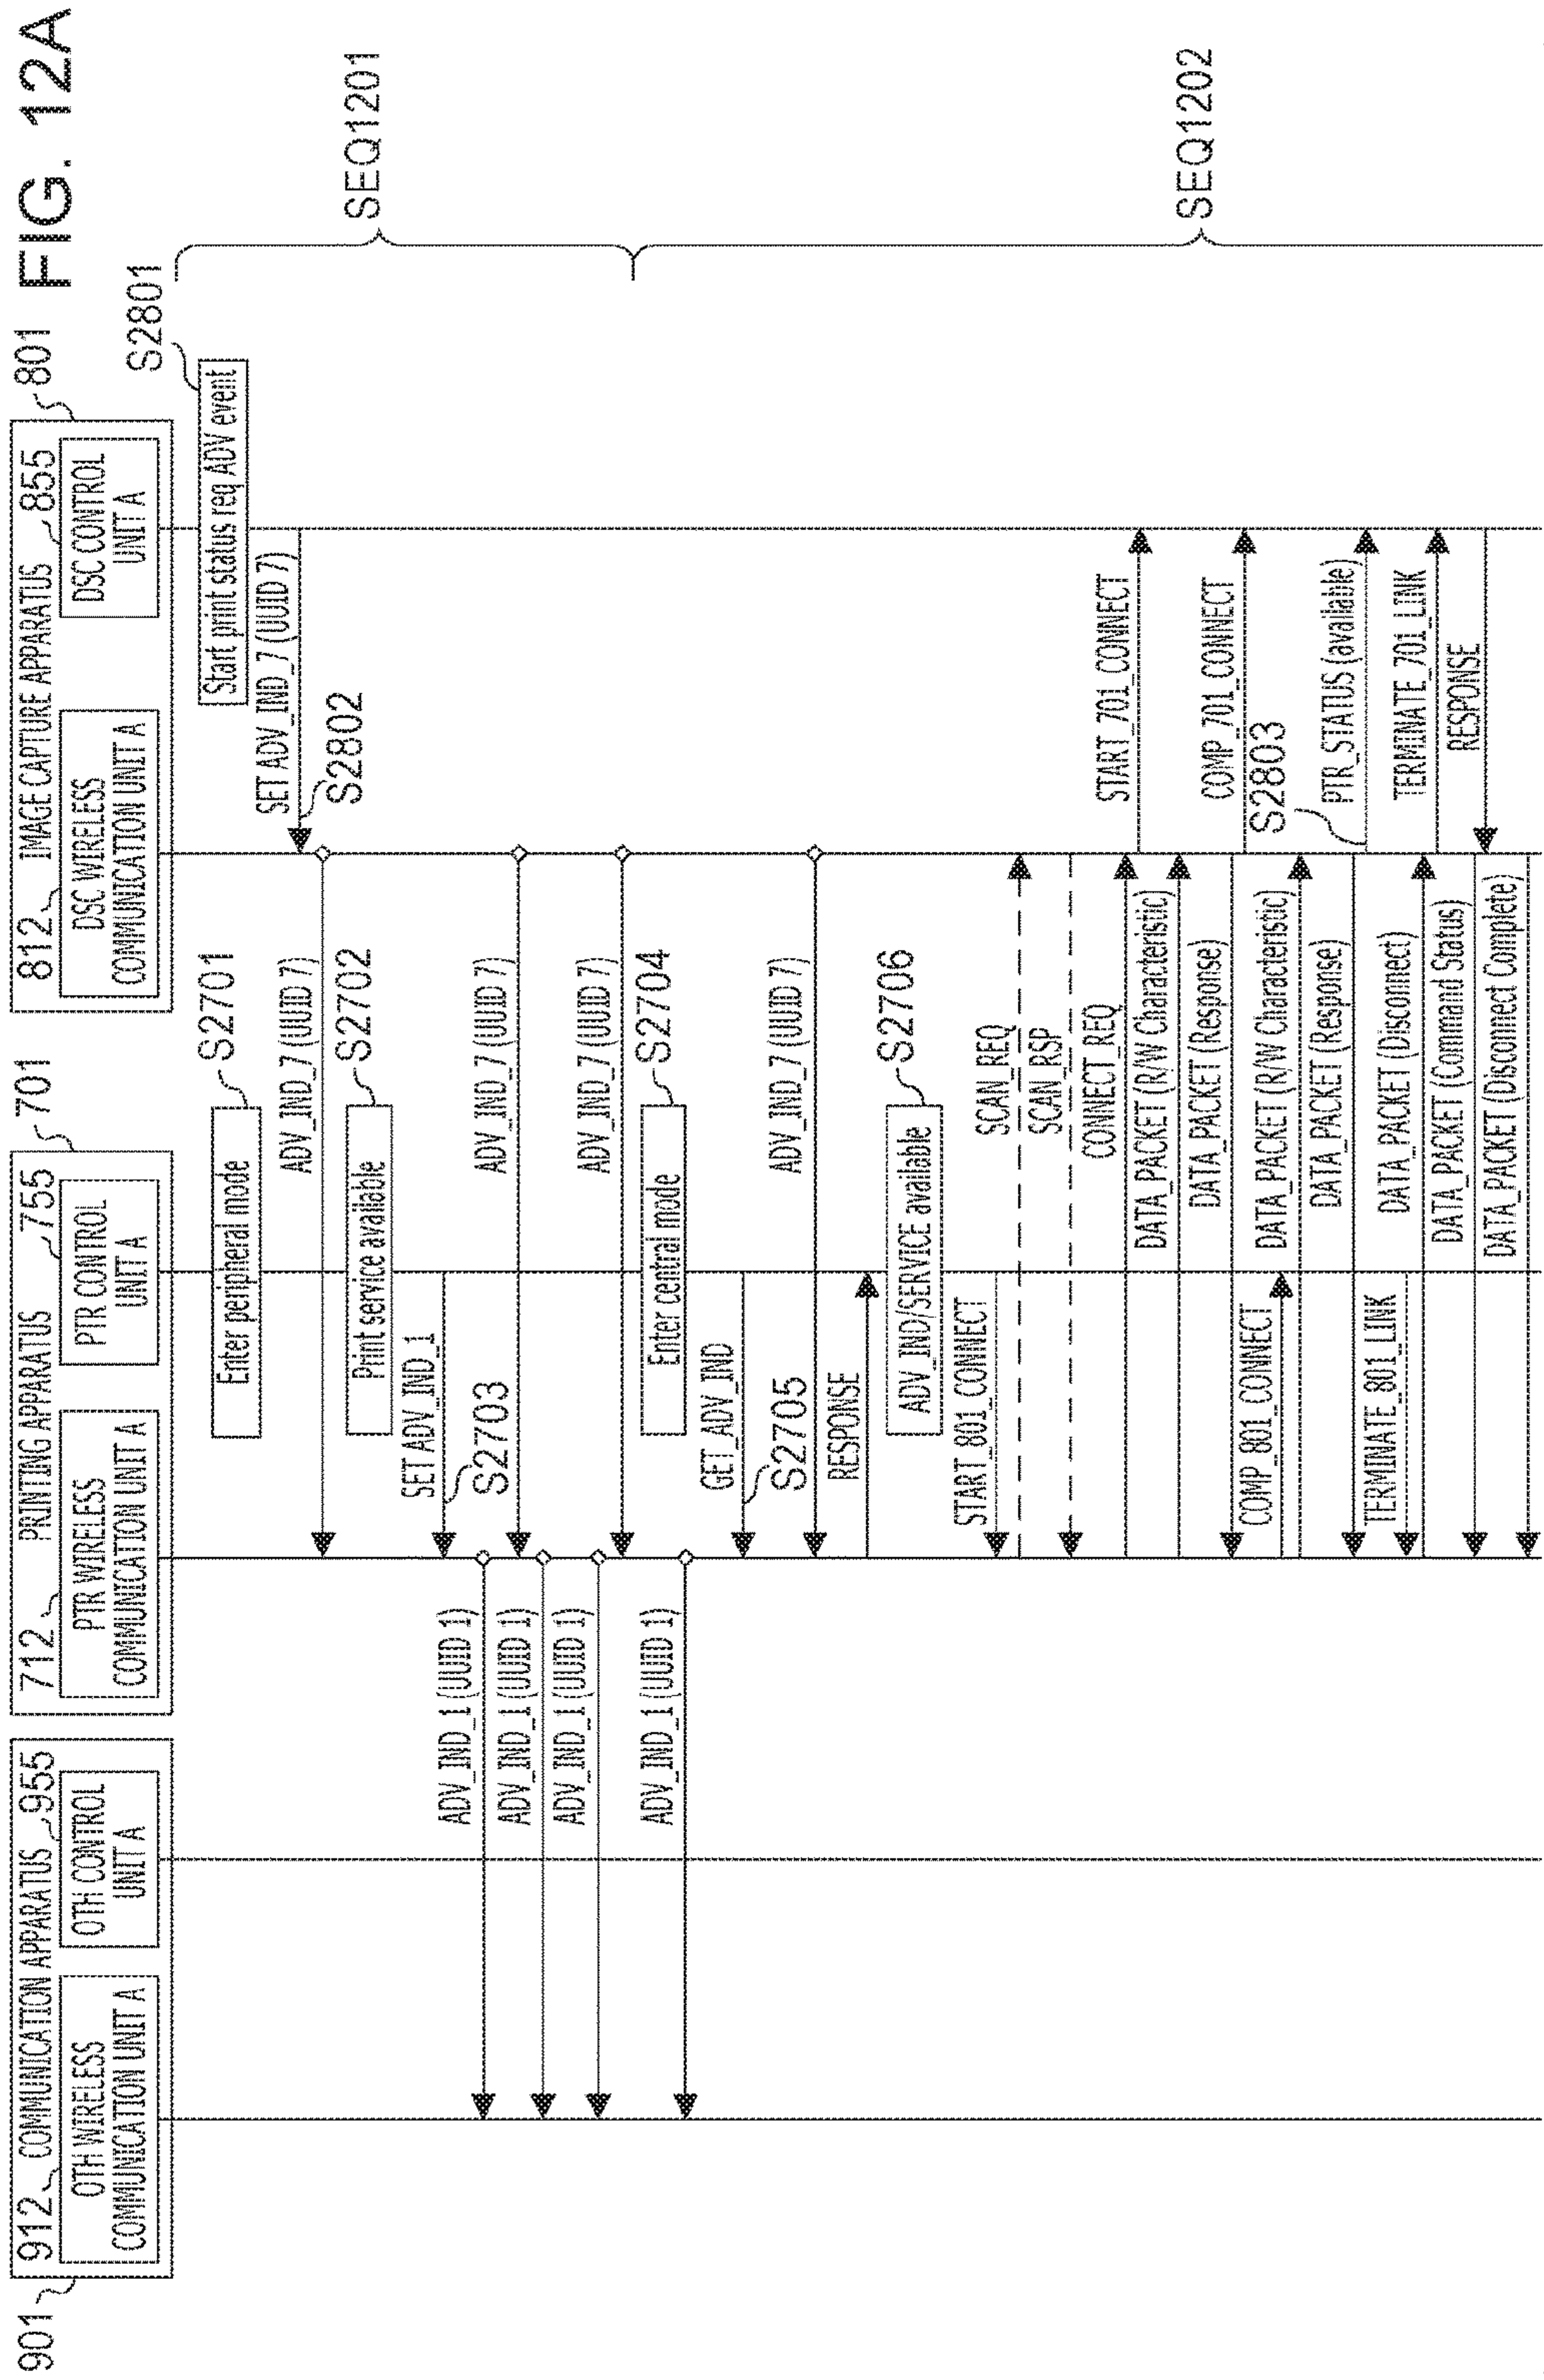 FIG. 12A
901
912
COMMUNICATION APPARATUS
955
OTH WIRELESS
COMMUNICATION UNIT A
OTH CONTROL
UNIT A
712
PRINTING APPARATUS
755
701
PTR WIRELESS
COMMUNICATION UNIT A
PTR CONTROL
UNIT A
812
IMAGE CAPTURE APPARATUS
855
801
DSC WIRELESS
COMMUNICATION UNIT A
DSC CONTROL
UNIT A
S2801
Start print status req ADV event
Enter peripheral mode
S2701
SET ADV_IND_7 (UUID 7)
S2802
ADV_IND_7 (UUID 7)
Print service available
S2702
SEQ1201
SET ADV_IND_1
S2703
ADV_IND_1 (UUID 1)
ADV_IND_7 (UUID 7)
ADV_IND_1 (UUID 1)
ADV_IND_1 (UUID 1)
ADV_IND_7 (UUID 7)
Enter central mode
S2704
ADV_IND_1 (UUID 1)
GET_ADV_IND
S2705
ADV_IND_7 (UUID 7)
RESPONSE
ADV_IND/SERVICE available
S2706
START_801_CONNECT
SCAN_REQ
SCAN_RSP
CONNECT_REQ
START_701_CONNECT
DATA_PACKET (R/W Characteristic)
SEQ1202
DATA_PACKET (Response)
COMP_701_CONNECT
COMP_801_CONNECT
S2803
DATA_PACKET (R/W Characteristic)
DATA_PACKET (Response)
PTR_STATUS (available)
TERMINATE_801_LINK
DATA_PACKET (Disconnect)
TERMINATE_701_LINK
DATA_PACKET (Command Status)
RESPONSE
DATA_PACKET (Disconnect Complete)